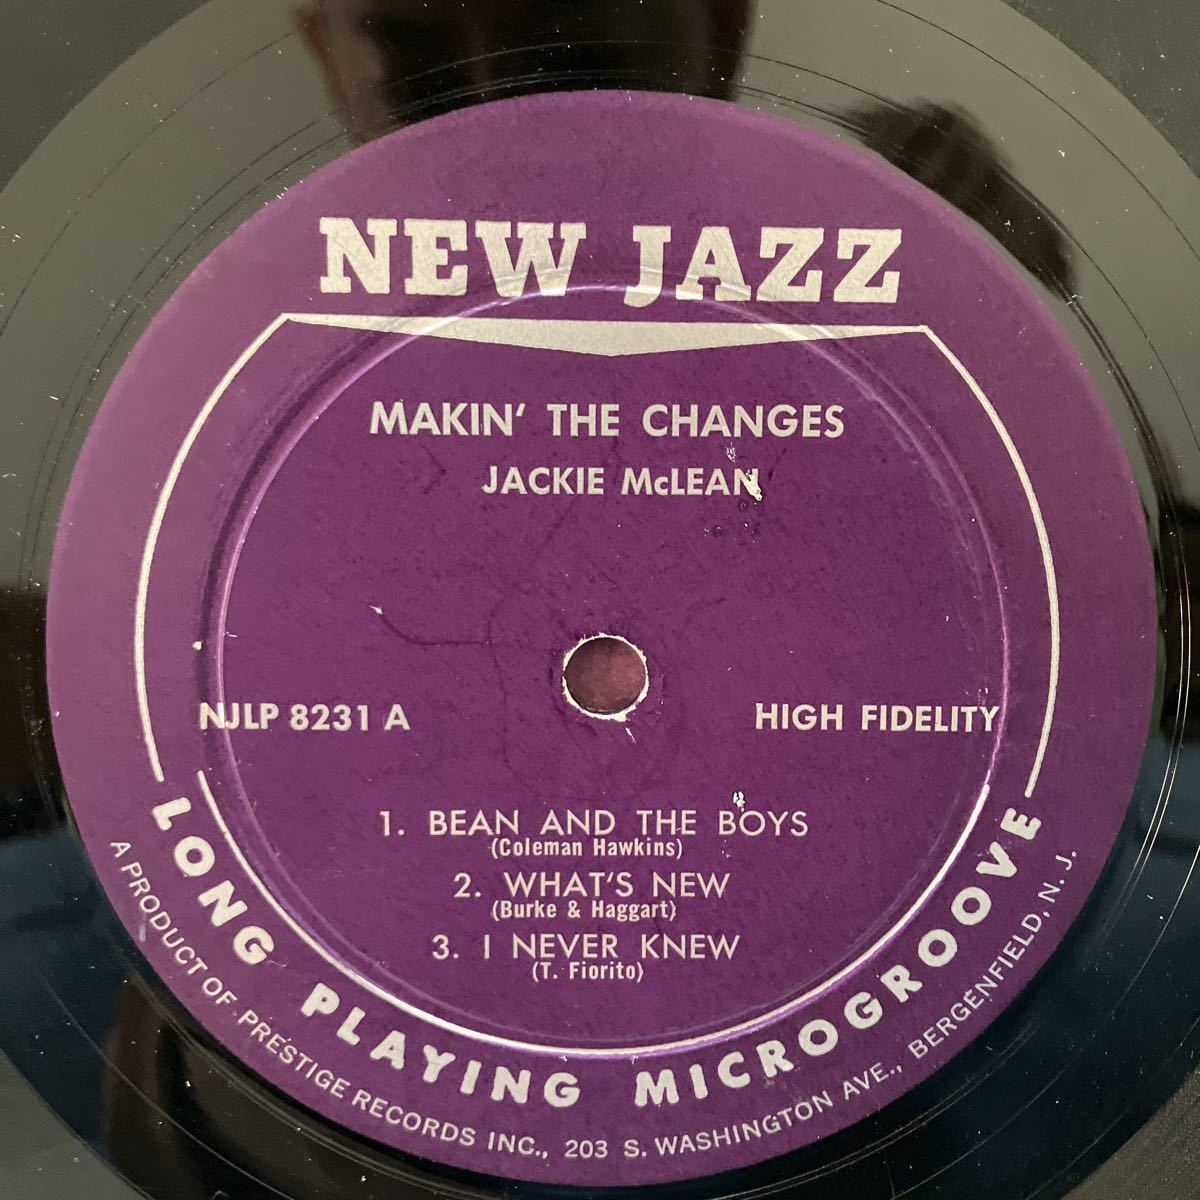 NEW JAZZ
MAKIN' THE CHANGES
JACKIE McLEAN
NJLP 8231 A
HIGH FIDELITY
1. BEAN AND THE BOYS
(Coleman Hawkins)
2. WHAT'S NEW
(Burke & Haggart)
3. I NEVER KNEW
(T. Fiorito)
LONG PLAYING MICROGROOVE
A PRODUCT OF PRESTIGE RECORDS INC., 203 S. WASHINGTON AVE., BERGENFIELD, N. J.